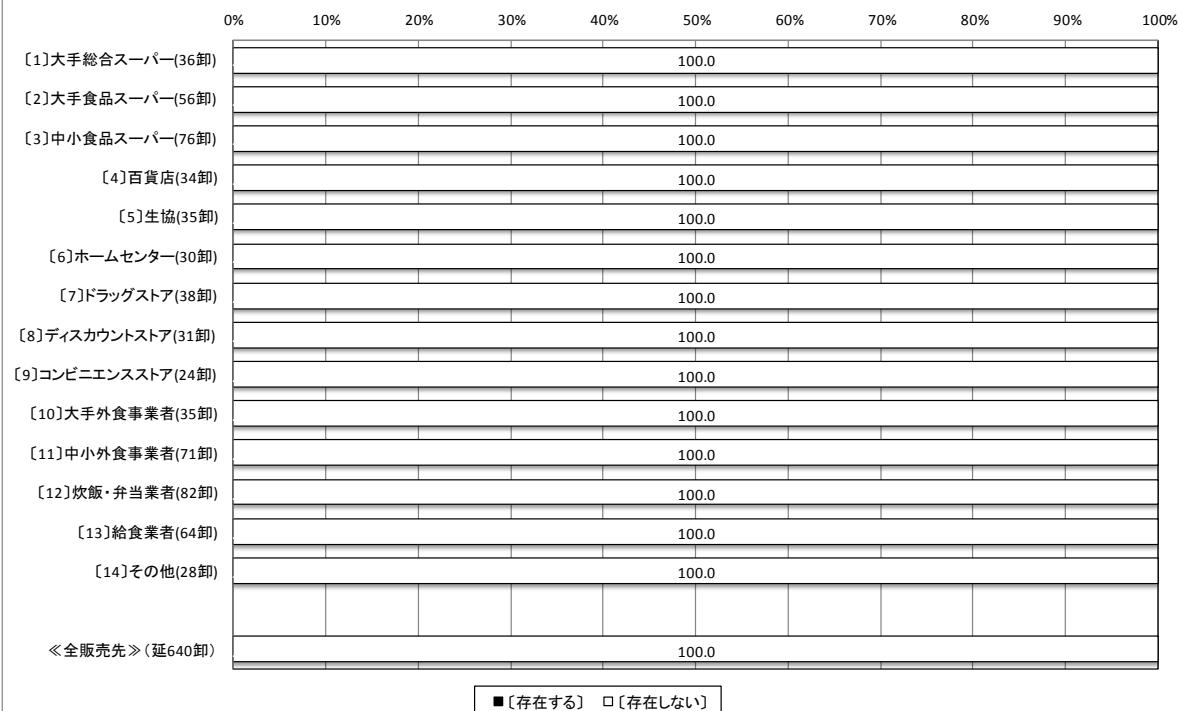 0% 10% 20% 30% 40% 50% 60% 70% 80% 90% 100%
〔1〕大手総合スーパー(36卸) 100.0
〔2〕大手食品スーパー(56卸) 100.0
〔3〕中小食品スーパー(76卸) 100.0
〔4〕百貨店(34卸) 100.0
〔5〕生協(35卸) 100.0
〔6〕ホームセンター(30卸) 100.0
〔7〕ドラッグストア(38卸) 100.0
〔8〕ディスカウントストア(31卸) 100.0
〔9〕コンビニエンスストア(24卸) 100.0
〔10〕大手外食事業者(35卸) 100.0
〔11〕中小外食事業者(71卸) 100.0
〔12〕炊飯・弁当業者(82卸) 100.0
〔13〕給食業者(64卸) 100.0
〔14〕その他(28卸) 100.0
≪全販売先≫（延640卸） 100.0
■〔存在する〕 □〔存在しない〕